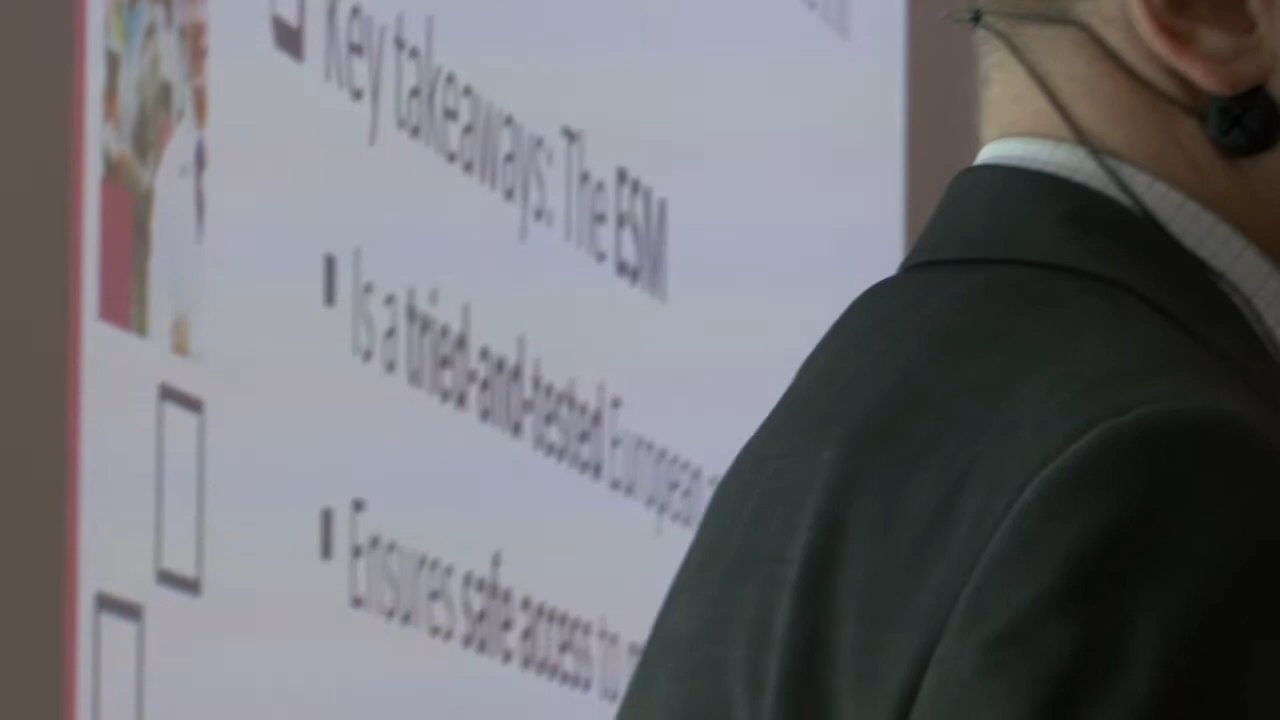 Key takeaways: The ESM
Is a tried-and-tested European
Ensures safe access to